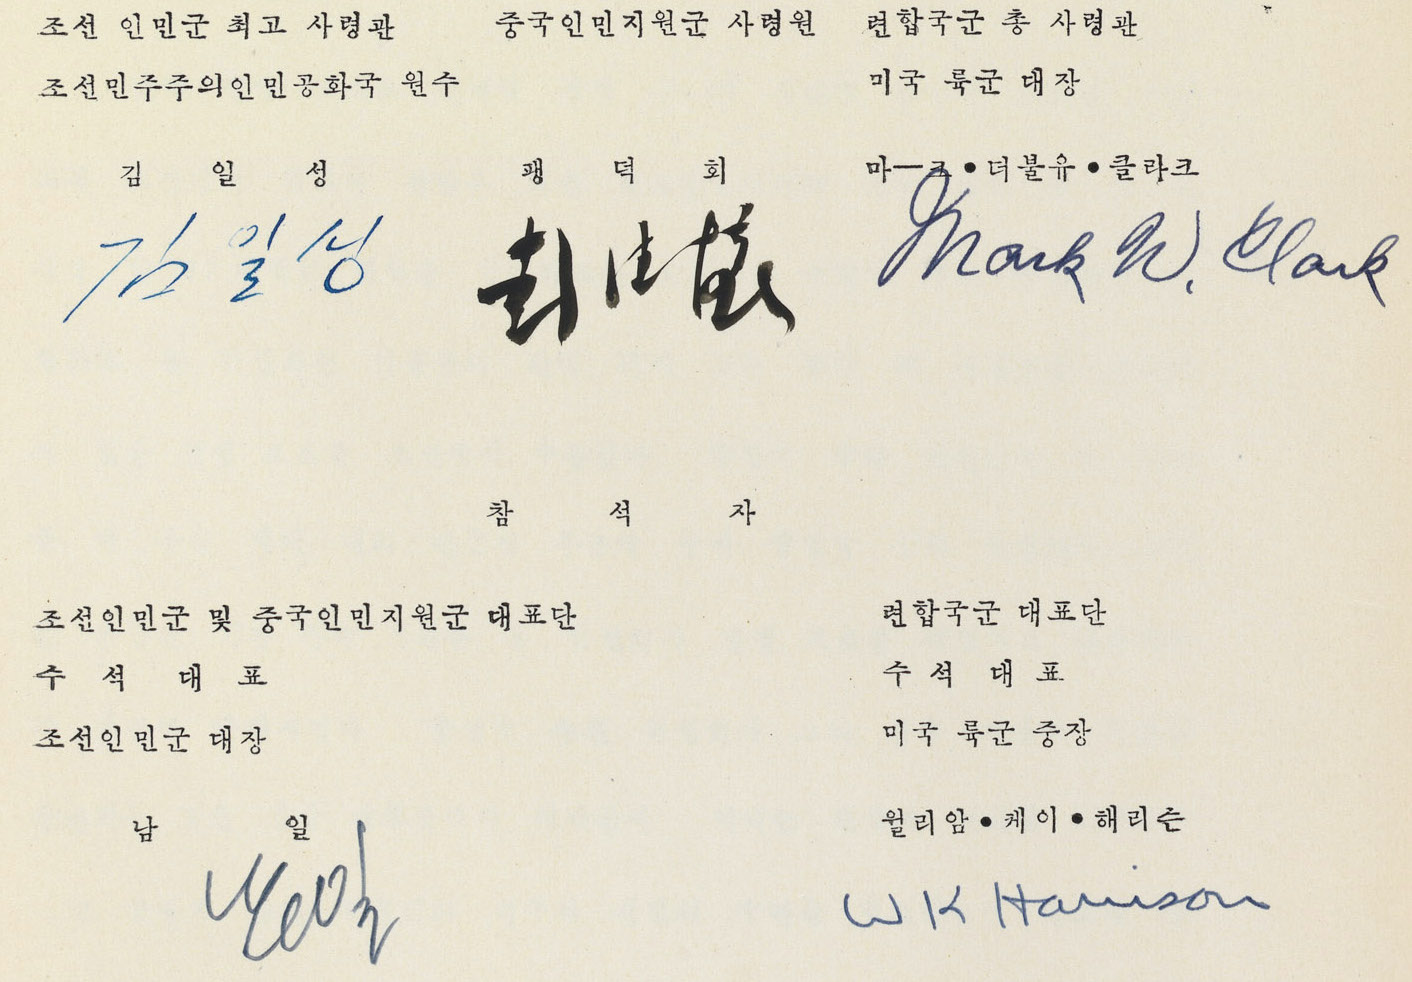 조선 인민군 최고 사령관 중국인민지원군 사령원 련합국군 총 사령관
조선민주주의인민공화국 원수 미국 륙군 대장
김 일 성 팽 덕 회 마—크•더불유•클라크
김일성 彭德懷 Mark W. Clark
참 석 자
조선인민군 및 중국인민지원군 대표단 련합국군 대표단
수 석 대 표 수 석 대 표
조선인민군 대장 미국 륙군 중장
남 일 윌리암•케이•해리슨
남일 W K Harrison